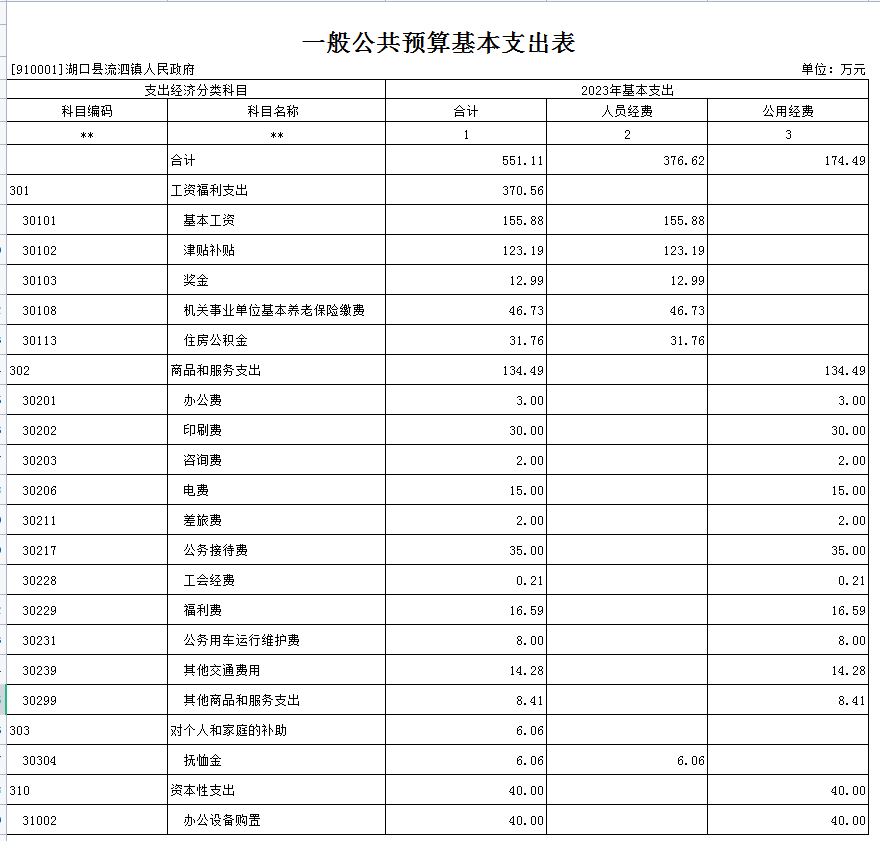 一般公共预算基本支出表
[910001]湖口县流泗镇人民政府 单位：万元
支出经济分类科目 2023年基本支出
科目编码 科目名称 合计 人员经费 公用经费
** ** 1 2 3
合计 551.11 376.62 174.49
301 工资福利支出 370.56
30101 基本工资 155.88 155.88
30102 津贴补贴 123.19 123.19
30103 奖金 12.99 12.99
30108 机关事业单位基本养老保险缴费 46.73 46.73
30113 住房公积金 31.76 31.76
302 商品和服务支出 134.49 134.49
30201 办公费 3.00 3.00
30202 印刷费 30.00 30.00
30203 咨询费 2.00 2.00
30206 电费 15.00 15.00
30211 差旅费 2.00 2.00
30217 公务接待费 35.00 35.00
30228 工会经费 0.21 0.21
30229 福利费 16.59 16.59
30231 公务用车运行维护费 8.00 8.00
30239 其他交通费用 14.28 14.28
30299 其他商品和服务支出 8.41 8.41
303 对个人和家庭的补助 6.06
30304 抚恤金 6.06 6.06
310 资本性支出 40.00 40.00
31002 办公设备购置 40.00 40.00